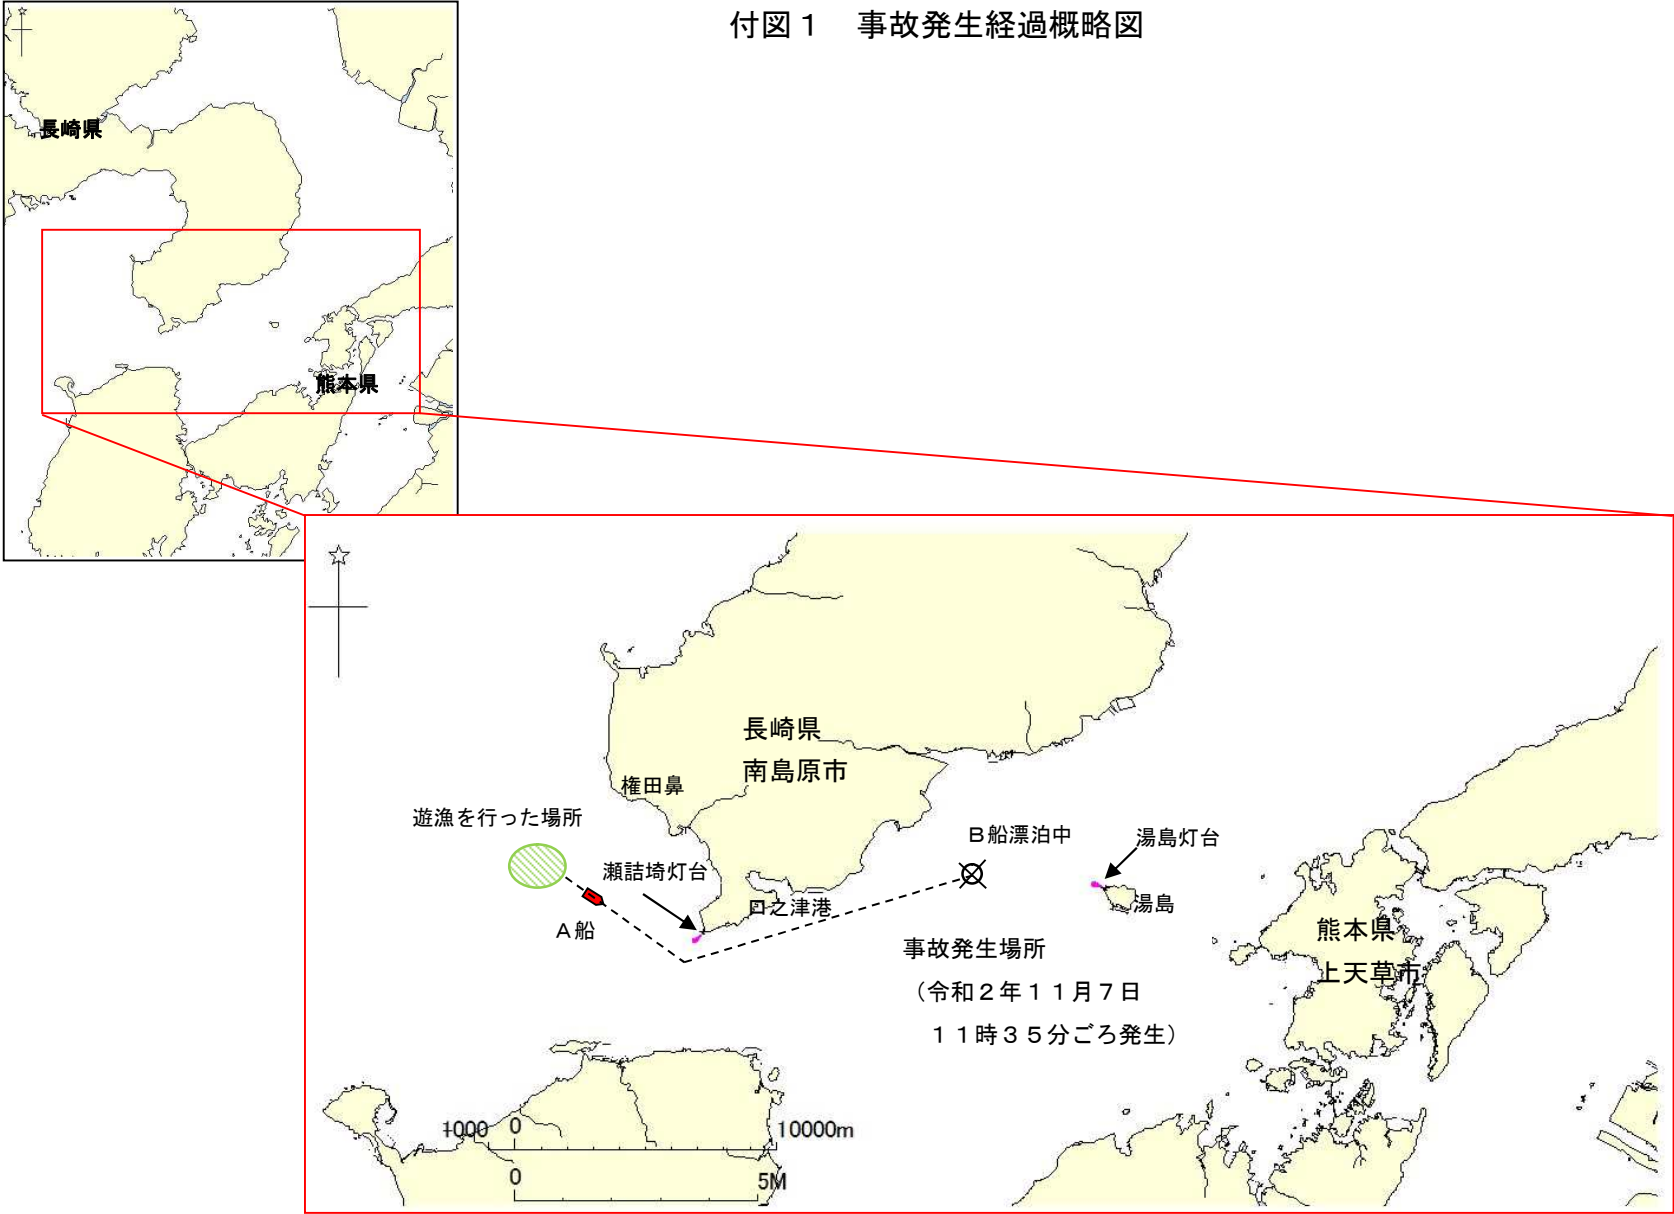 付図１　事故発生経過概略図
長崎県
熊本県
長崎県
南島原市
権田鼻
遊漁を行った場所
Ｂ船漂泊中
湯島灯台
瀬詰埼灯台
口之津港
湯島
Ａ船
熊本県
上天草市
事故発生場所
（令和２年１１月７日
１１時３５分ごろ発生）
1000 0 10000m
0 5M